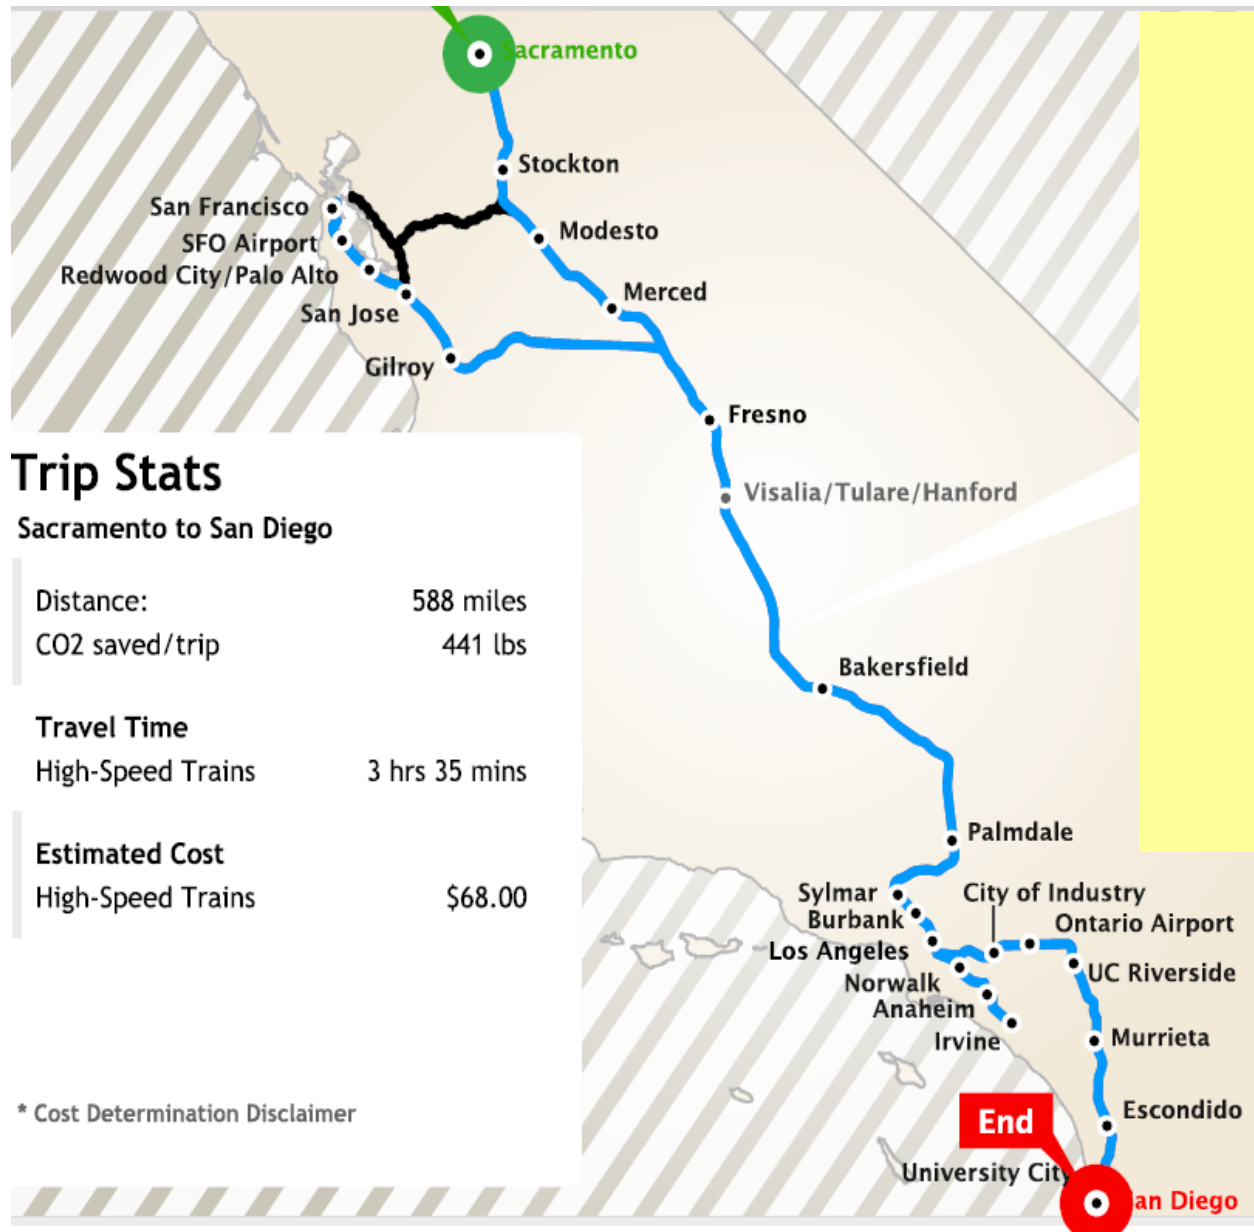 Sacramento
Stockton
San Francisco
Modesto
SFO Airport
Redwood City/Palo Alto
Merced
San Jose
Gilroy
Fresno
Visalia/Tulare/Hanford
Trip Stats
Sacramento to San Diego
Distance: 588 miles
CO2 saved/trip 441 lbs
Travel Time
High-Speed Trains 3 hrs 35 mins
Estimated Cost
High-Speed Trains $68.00
* Cost Determination Disclaimer
Bakersfield
Palmdale
Sylmar
City of Industry
Burbank
Ontario Airport
Los Angeles
UC Riverside
Norwalk
Anaheim
Irvine
Murrieta
Escondido
End
University City
an Diego